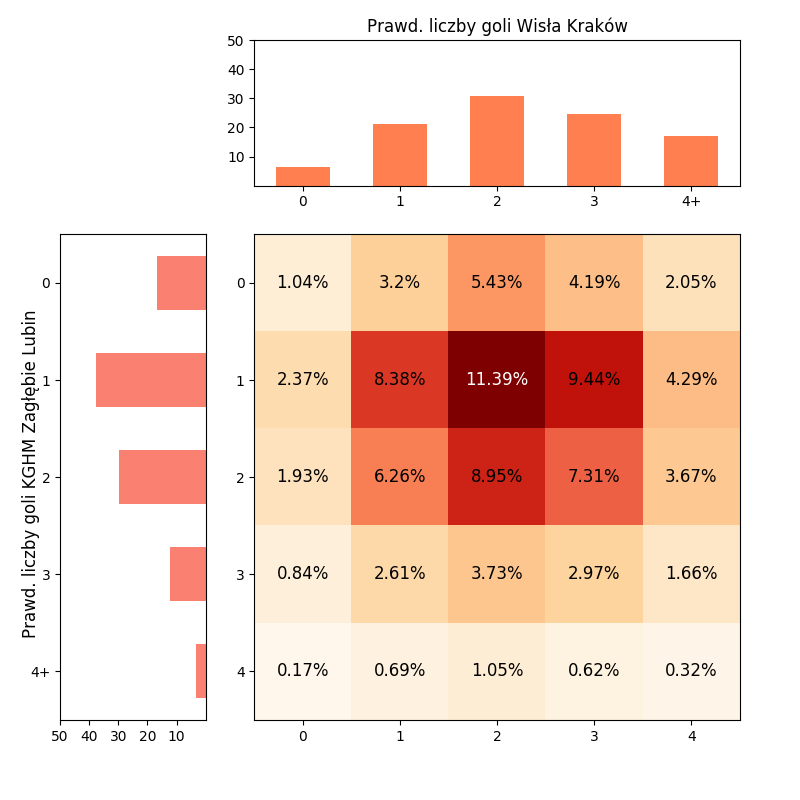 Prawd. liczby goli Wisła Kraków
50
40
30
20
10
0 1 2 3 4+
Prawd. liczby goli KGHM Zagłębie Lubin
0
1
2
3
4+
50 40 30 20 10
0 1.04% 3.2% 5.43% 4.19% 2.05%
1 2.37% 8.38% 11.39% 9.44% 4.29%
2 1.93% 6.26% 8.95% 7.31% 3.67%
3 0.84% 2.61% 3.73% 2.97% 1.66%
4 0.17% 0.69% 1.05% 0.62% 0.32%
0 1 2 3 4